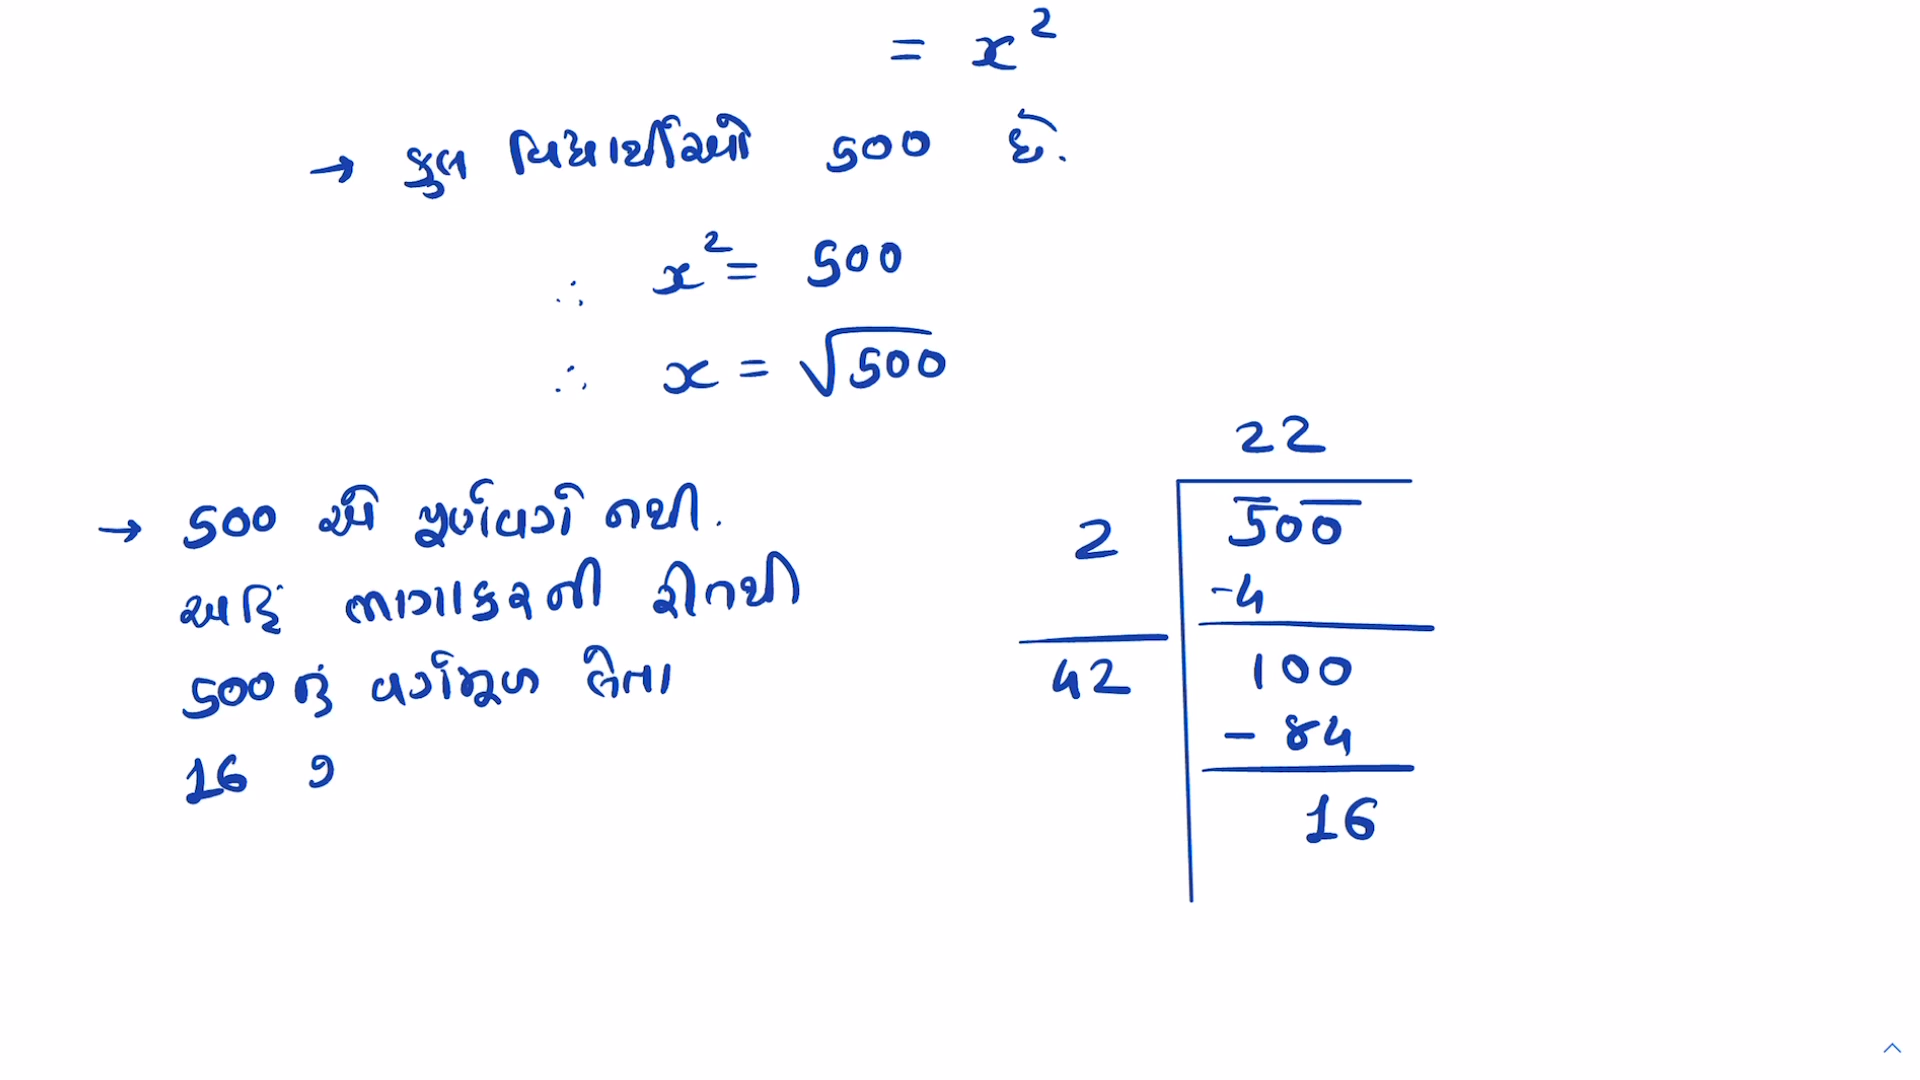 = x²
→ કુલ વિદ્યાર્થીઓ 500 છે.
∴ x² = 500
∴ x = √500
→ 500 એ પૂર્ણવર્ગ નથી.
અહિં ભાગાકારની રીતથી
500 નું વર્ગમૂળ લેતા
16
22
2 500
-4
42 100
- 84
16